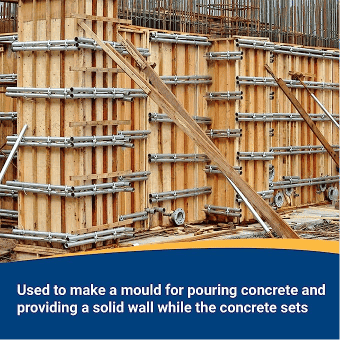 Used to make a mould for pouring concrete and
providing a solid wall while the concrete sets